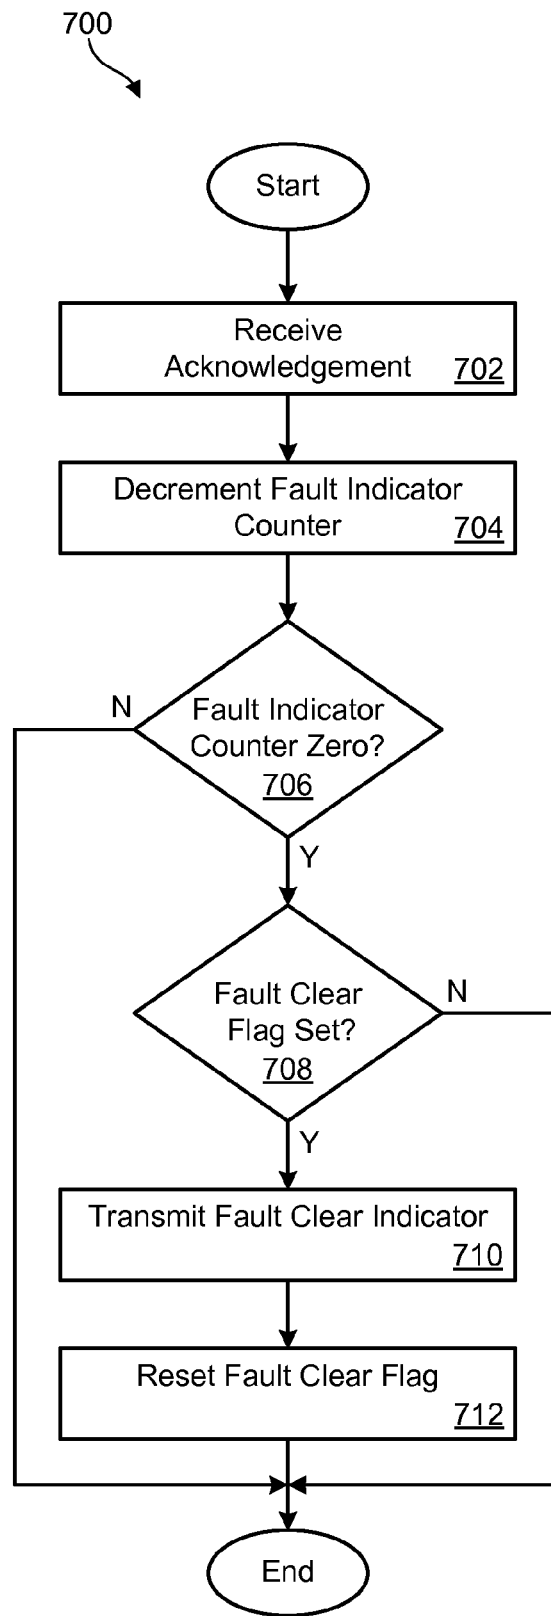 700
Start
Receive
Acknowledgement
702
Decrement Fault Indicator
Counter
704
N
Fault Indicator
Counter Zero?
706
Y
Fault Clear
Flag Set?
708
N
Y
Transmit Fault Clear Indicator
710
Reset Fault Clear Flag
712
End